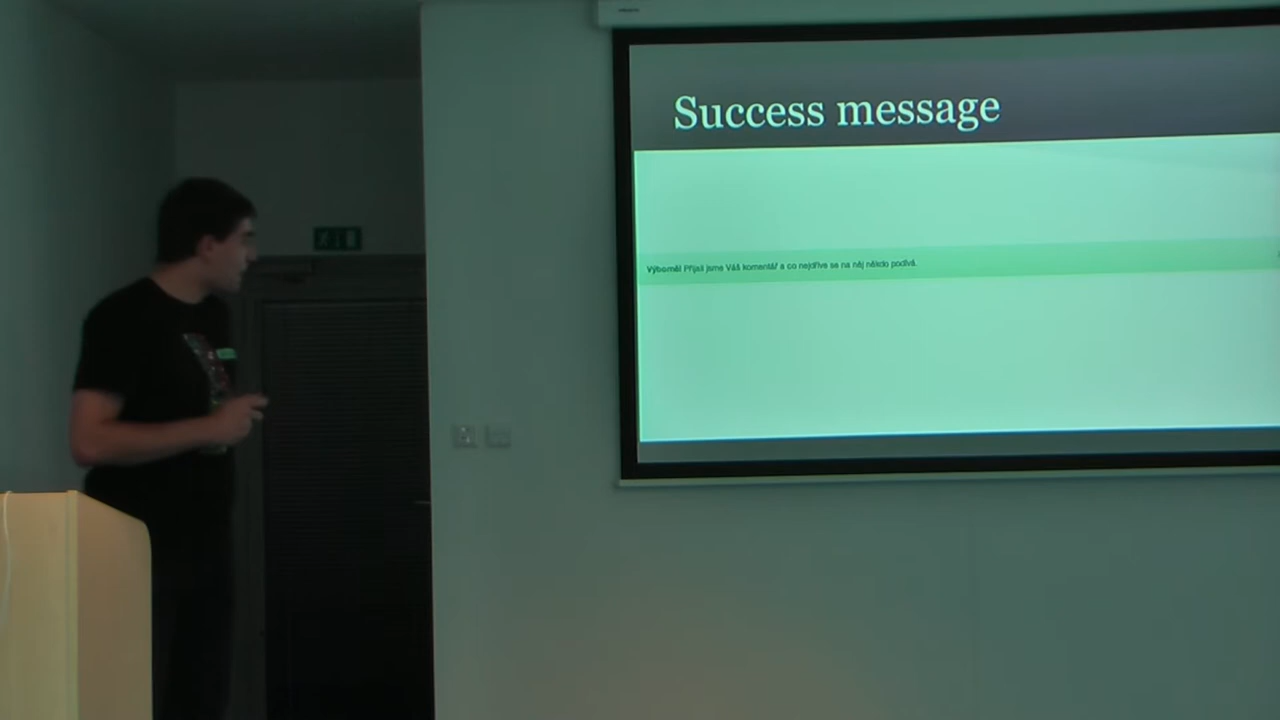 Success message
Výborně! Přijali jsme Váš komentář a co nejdříve se na něj někdo podívá.